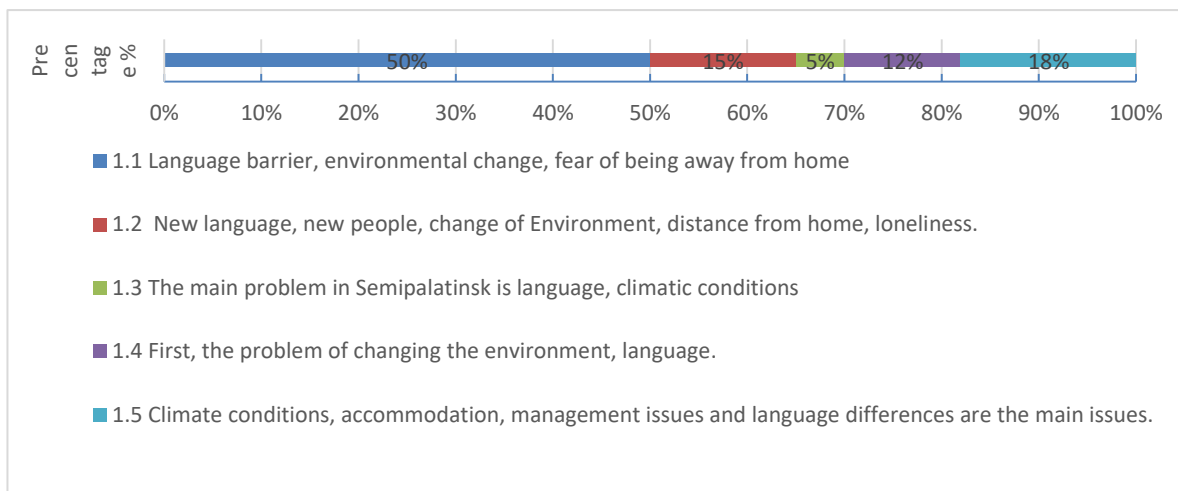 Pre
cen
tag
e %
50% 15% 5% 12% 18%
0% 10% 20% 30% 40% 50% 60% 70% 80% 90% 100%
1.1 Language barrier, environmental change, fear of being away from home
1.2 New language, new people, change of Environment, distance from home, loneliness.
1.3 The main problem in Semipalatinsk is language, climatic conditions
1.4 First, the problem of changing the environment, language.
1.5 Climate conditions, accommodation, management issues and language differences are the main issues.